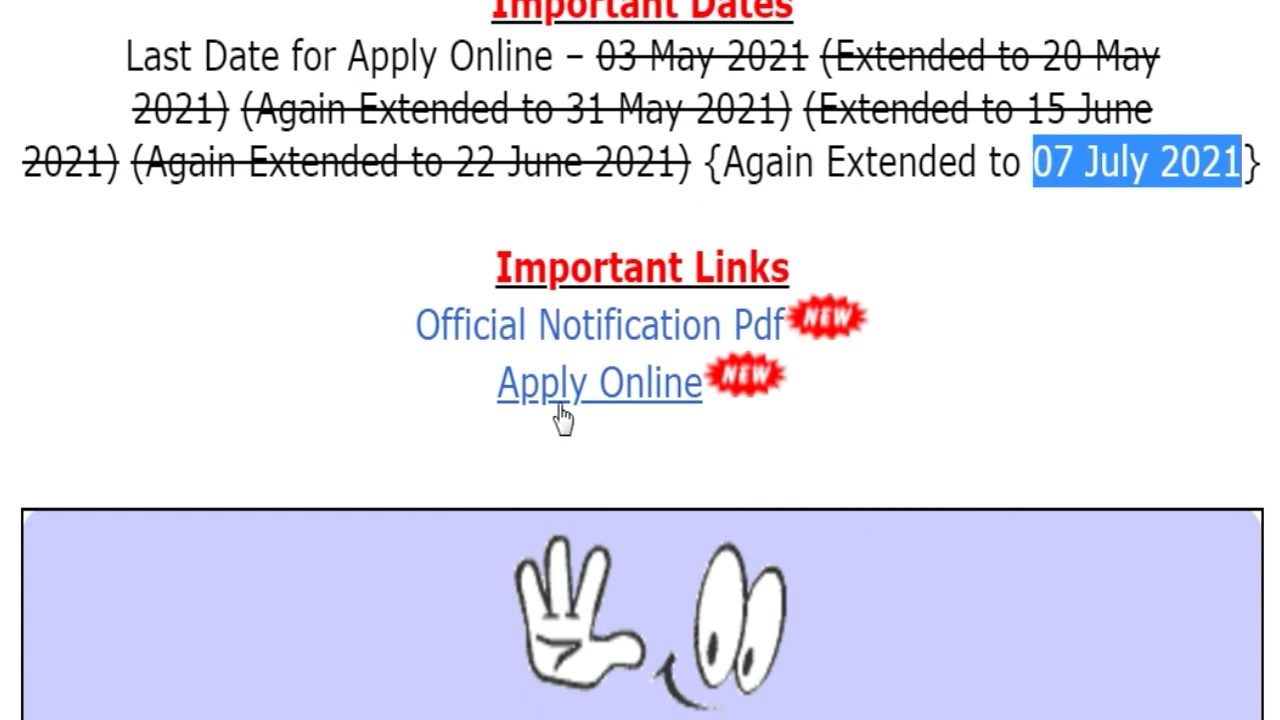 Important Dates
Last Date for Apply Online – 03 May 2021 (Extended to 20 May
2021) (Again Extended to 31 May 2021) (Extended to 15 June
2021) (Again Extended to 22 June 2021) {Again Extended to 07 July 2021}
Important Links
Official Notification Pdf NEW
Apply Online NEW